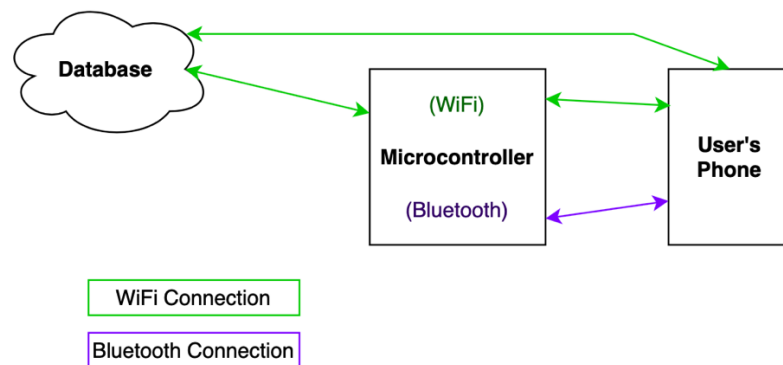 Database
(WiFi)
Microcontroller
(Bluetooth)
User's
Phone
WiFi Connection
Bluetooth Connection